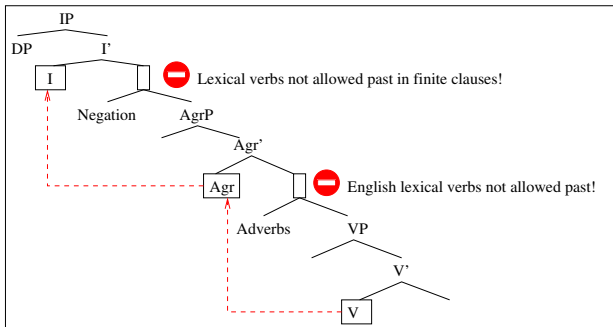 IP
DP I’
I Lexical verbs not allowed past in finite clauses!
Negation AgrP
Agr’
Agr English lexical verbs not allowed past!
Adverbs VP
V’
V